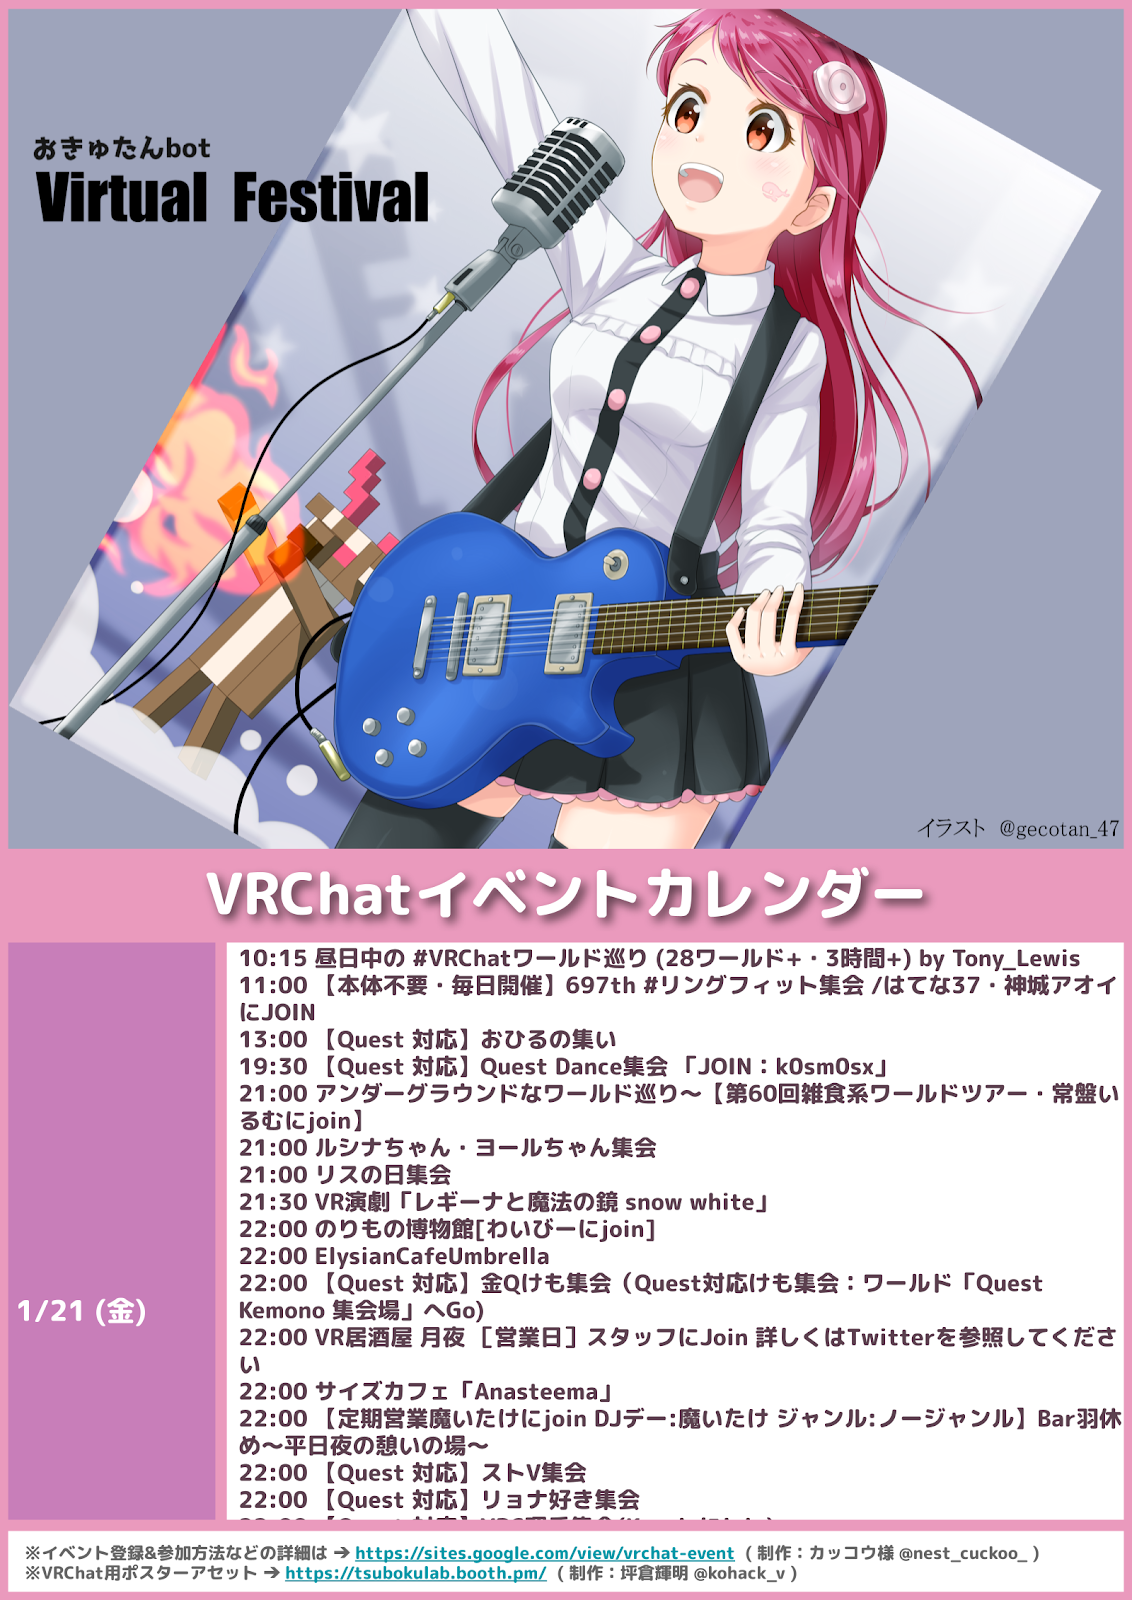 おきゅたんbot
Virtual Festival
イラスト @gecotan_47
VRChatイベントカレンダー
1/21 (金)
10:15 昼日中の #VRChatワールド巡り (28ワールド+・3時間+) by Tony_Lewis
11:00 【本体不要・毎日開催】697th #リングフィット集会 /はてな37・神城アオイ
にJOIN
13:00 【Quest 対応】おひるの集い
19:30 【Quest 対応】Quest Dance集会 「JOIN：k0sm0sx」
21:00 アンダーグラウンドなワールド巡り～【第60回雑食系ワールドツアー・常盤い
るむにjoin】
21:00 ルシナちゃん・ヨールちゃん集会
21:00 リスの日集会
21:30 VR演劇「レギーナと魔法の鏡 snow white」
22:00 のりもの博物館[わいびーにjoin]
22:00 ElysianCafeUmbrella
22:00 【Quest 対応】金Qけも集会（Quest対応けも集会：ワールド「Quest
Kemono 集会場」へGo)
22:00 VR居酒屋 月夜 ［営業日］スタッフにJoin 詳しくはTwitterを参照してくださ
い
22:00 サイズカフェ「Anasteema」
22:00 【定期営業魔いたけにjoin DJデー:魔いたけ ジャンル:ノージャンル】Bar羽休
め～平日夜の憩いの場～
22:00 【Quest 対応】ストV集会
22:00 【Quest 対応】リョナ好き集会
※イベント登録&参加方法などの詳細は ➔ https://sites.google.com/view/vrchat-event ( 制作：カッコウ様 @nest_cuckoo_ )
※VRChat用ポスターアセット ➔ https://tsubokulab.booth.pm/ ( 制作：坪倉輝明 @kohack_v )